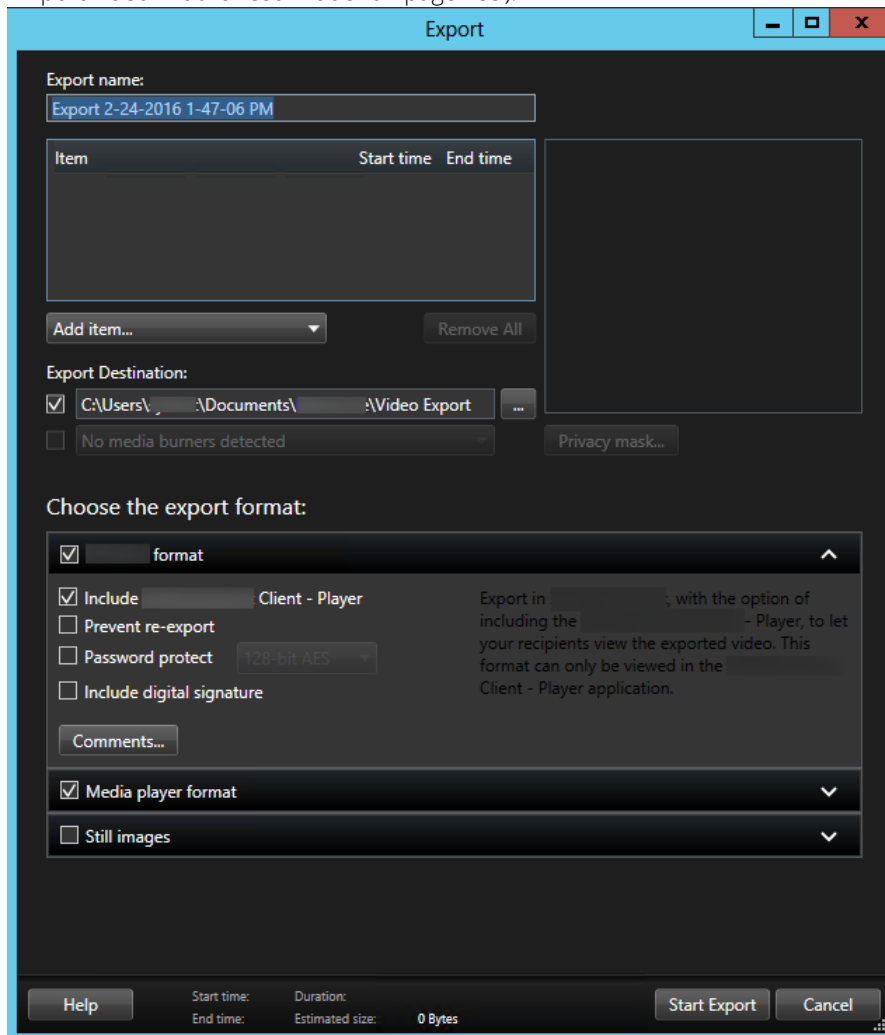 Export
Export name:
Export 2-24-2016 1-47-06 PM
Item Start time End time
Add item... Remove All
Export Destination:
C:\Users\ :\Documents\ :\Video Export ...
No media burners detected Privacy mask...
Choose the export format:
format
Include Client - Player
Prevent re-export
Password protect 128-bit AES
Include digital signature
Export in , with the option of
including the - Player, to let
your recipients view the exported video. This
format can only be viewed in the
Client - Player application.
Comments...
Media player format
Still images
Help Start time: Duration: Start Export Cancel
End time: Estimated size: 0 Bytes